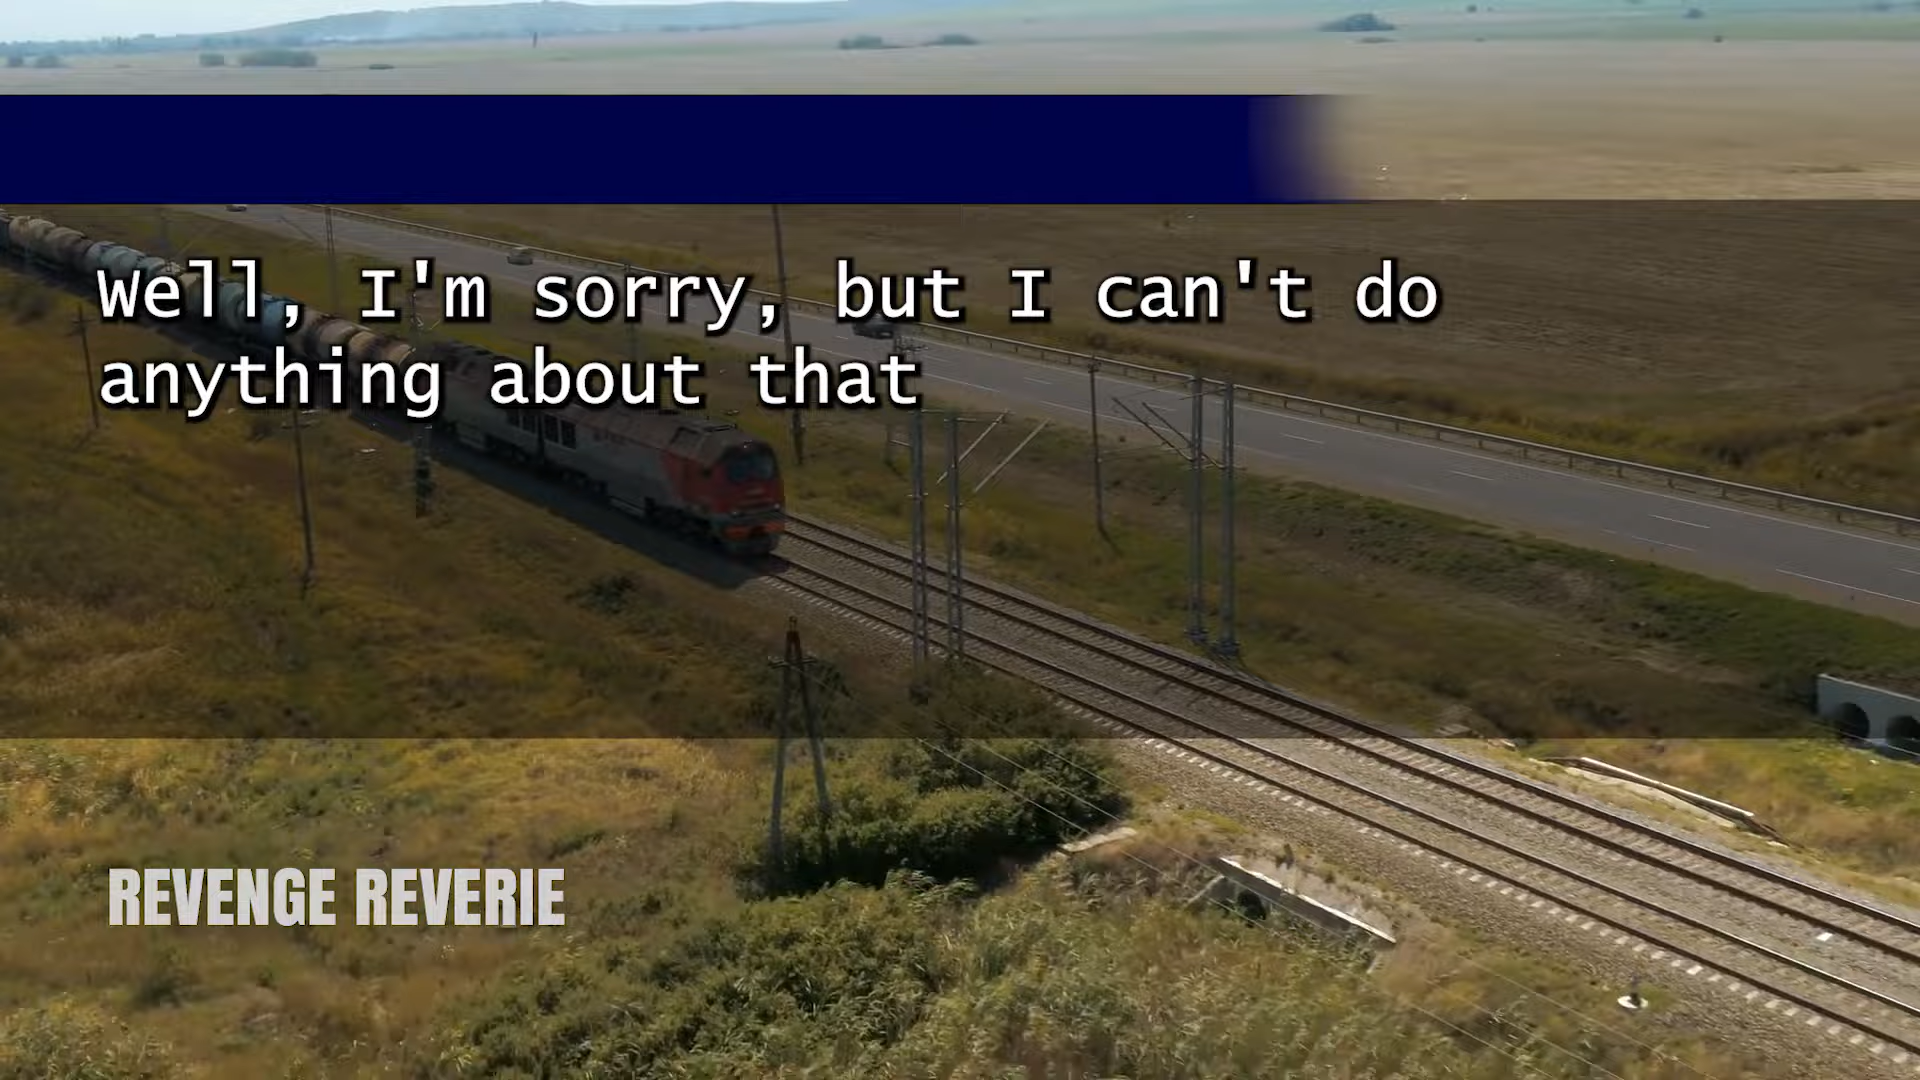 Well, I'm sorry, but I can't do
anything about that
REVENGE REVERIE